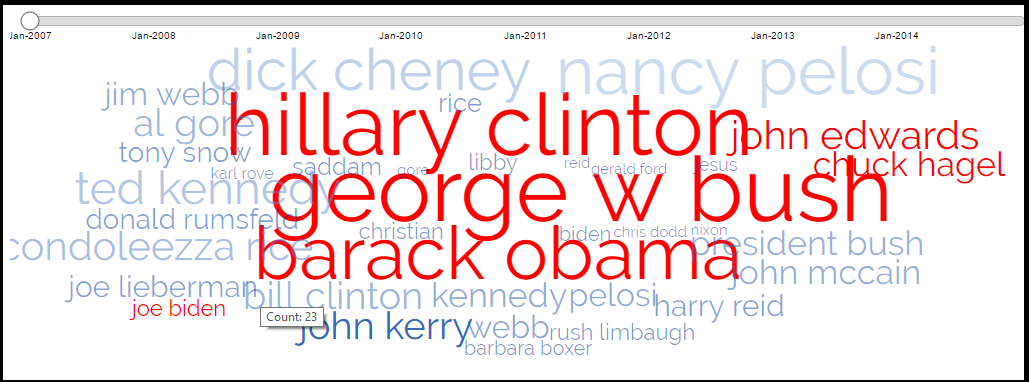 Jan-2007 Jan-2008 Jan-2009 Jan-2010 Jan-2011 Jan-2012 Jan-2013 Jan-2014
dick cheney nancy pelosi
jim webb rice
hillary clinton
al gore john edwards
tony snow libby reid gerald ford jesus chuck hagel
karl rove saddam gore
ted kennedy george w bush
donald rumsfeld christian biden chris dodd nixon
condoleezza rice barack obama president bush
joe lieberman john mccain
bill clinton kennedy pelosi harry reid
joe biden
Count: 23
john kerry webb rush limbaugh
barbara boxer